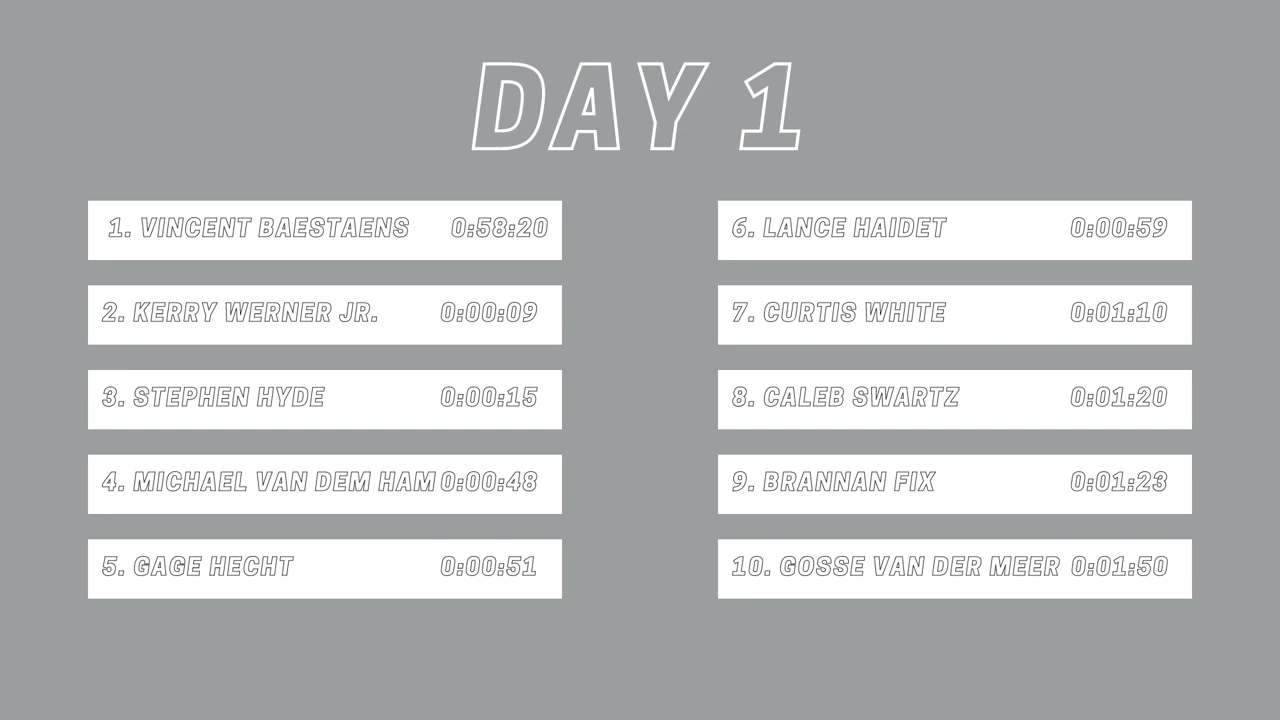 DAY 1
1. VINCENT BAESTAENS 0:58:20
2. KERRY WERNER JR. 0:00:09
3. STEPHEN HYDE 0:00:15
4. MICHAEL VAN DEM HAM 0:00:48
5. GAGE HECHT 0:00:51
6. LANCE HAIDET 0:00:59
7. CURTIS WHITE 0:01:10
8. CALEB SWARTZ 0:01:20
9. BRANNAN FIX 0:01:23
10. GOSSE VAN DER MEER 0:01:50